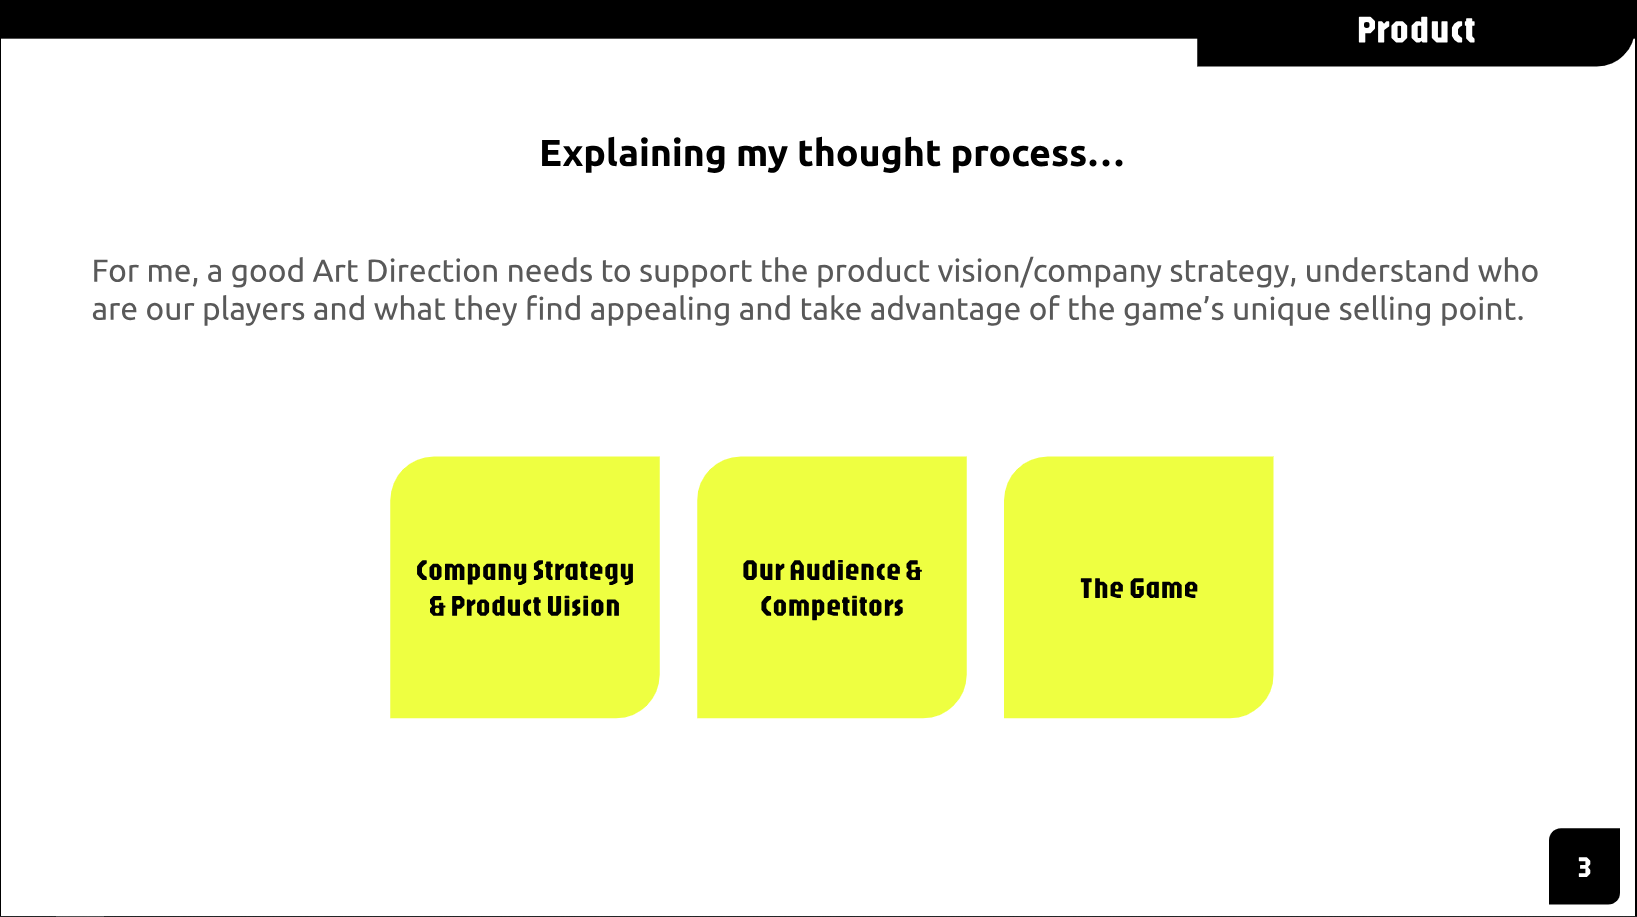 Product
Explaining my thought process...
For me, a good Art Direction needs to support the product vision/company strategy, understand who
are our players and what they find appealing and take advantage of the game’s unique selling point.
Company Strategy
& Product Vision
Our Audience &
Competitors
The Game
3